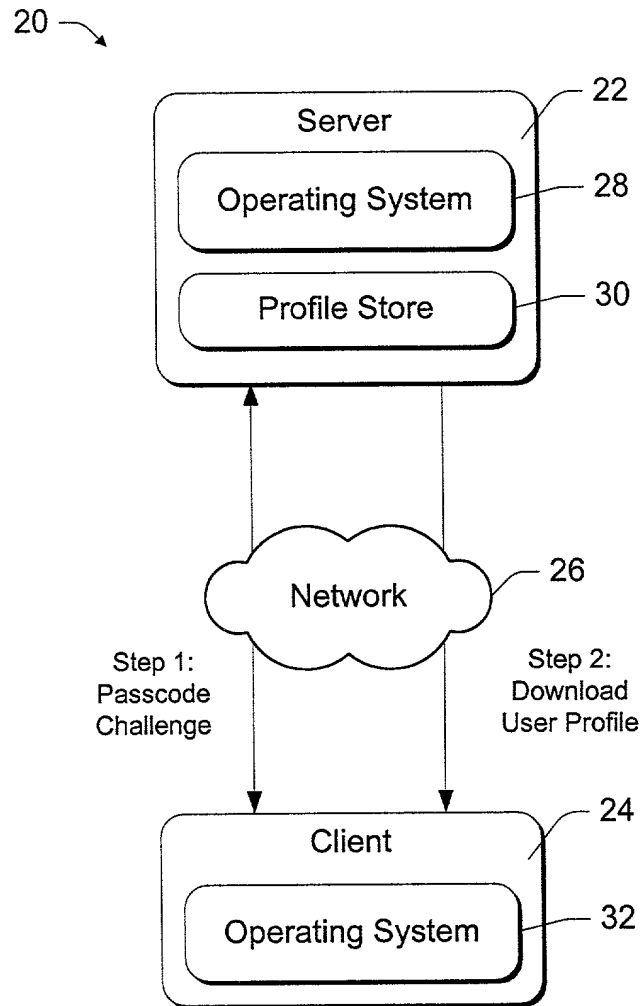 20
22
Server
Operating System
28
Profile Store
30
Network
26
Step 1:
Passcode
Challenge
Step 2:
Download
User Profile
24
Client
Operating System
32